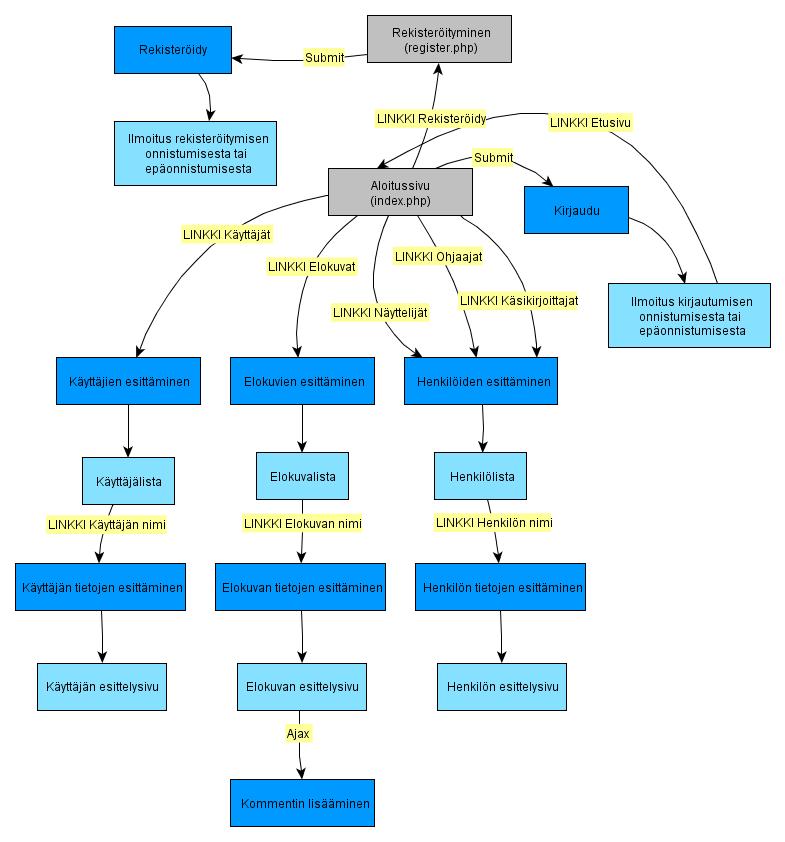 Rekisteröityminen
(register.php)
Rekisteröidy
Submit
LINKKI Rekisteröidy
LINKKI Etusivu
Ilmoitus rekisteröitymisen
onnistumisesta tai
epäonnistumisesta
Submit
Aloitussivu
(index.php)
Kirjaudu
LINKKI Käyttäjät
LINKKI Elokuvat
LINKKI Ohjaajat
LINKKI Näyttelijät
LINKKI Käsikirjoittajat
Ilmoitus kirjautumisen
onnistumisesta tai
epäonnistumisesta
Käyttäjien esittäminen
Elokuvien esittäminen
Henkilöiden esittäminen
Käyttäjälista
Elokuvalista
Henkilölista
LINKKI Käyttäjän nimi
LINKKI Elokuvan nimi
LINKKI Henkilön nimi
Käyttäjän tietojen esittäminen
Elokuvan tietojen esittäminen
Henkilön tietojen esittäminen
Käyttäjän esittelysivu
Elokuvan esittelysivu
Henkilön esittelysivu
Ajax
Kommentin lisääminen